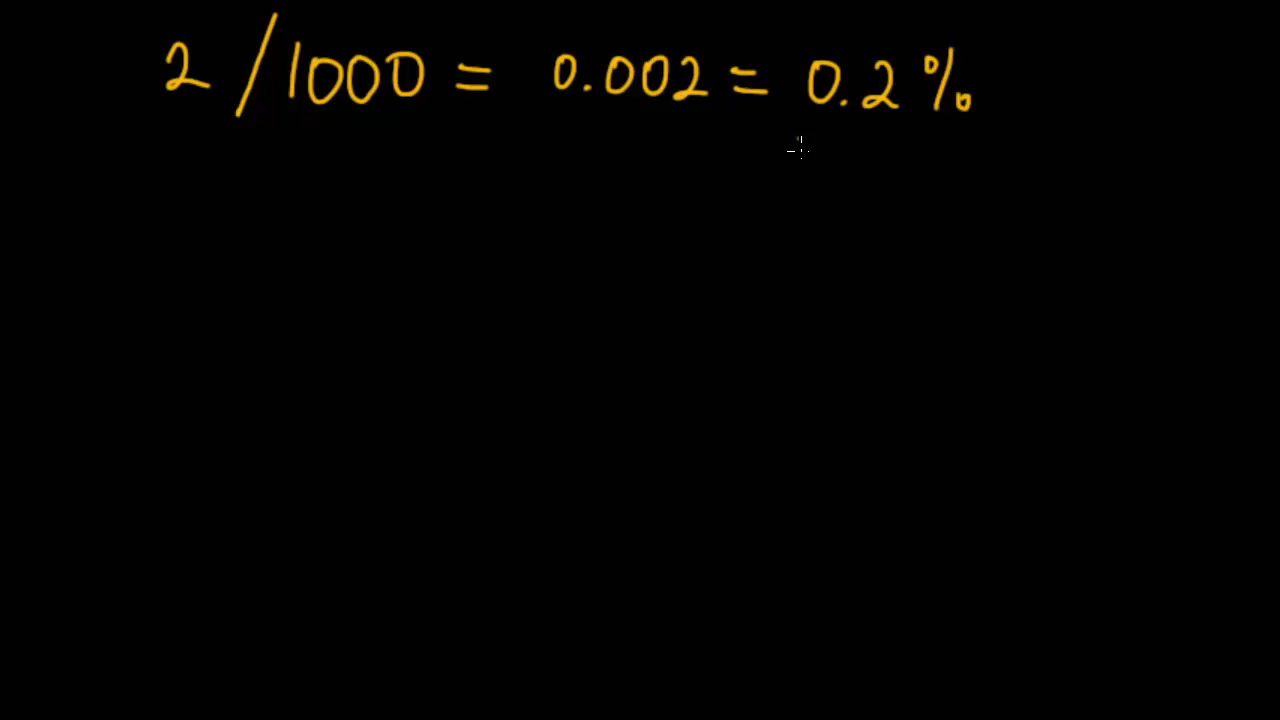 2/1000 = 0.002 = 0.2%